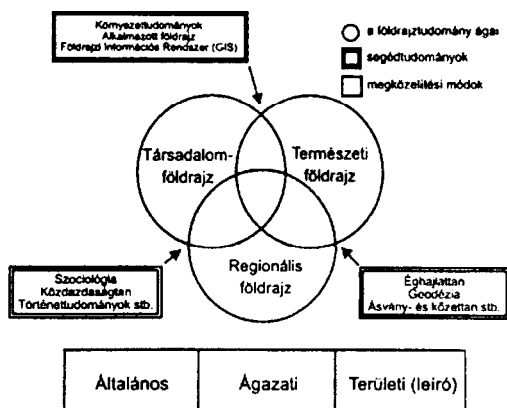 Környezettudományok
Alkalmazott földrajz
Földrajzi Információs Rendszer (GIS)
a földrajztudomány ágai
segédtudományok
megközelítési módok
Társadalom-
földrajz
Természeti
földrajz
Regionális
földrajz
Szociológia
Közgazdaságtan
Történettudományok stb.
Éghajlattan
Geodézia
Ásvány- és kőzettan stb.
Általános
Ágazati
Területi (leíró)